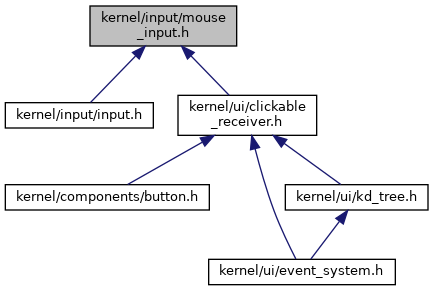 kernel/input/mouse
_input.h
kernel/input/input.h
kernel/ui/clickable
_receiver.h
kernel/components/button.h
kernel/ui/kd_tree.h
kernel/ui/event_system.h